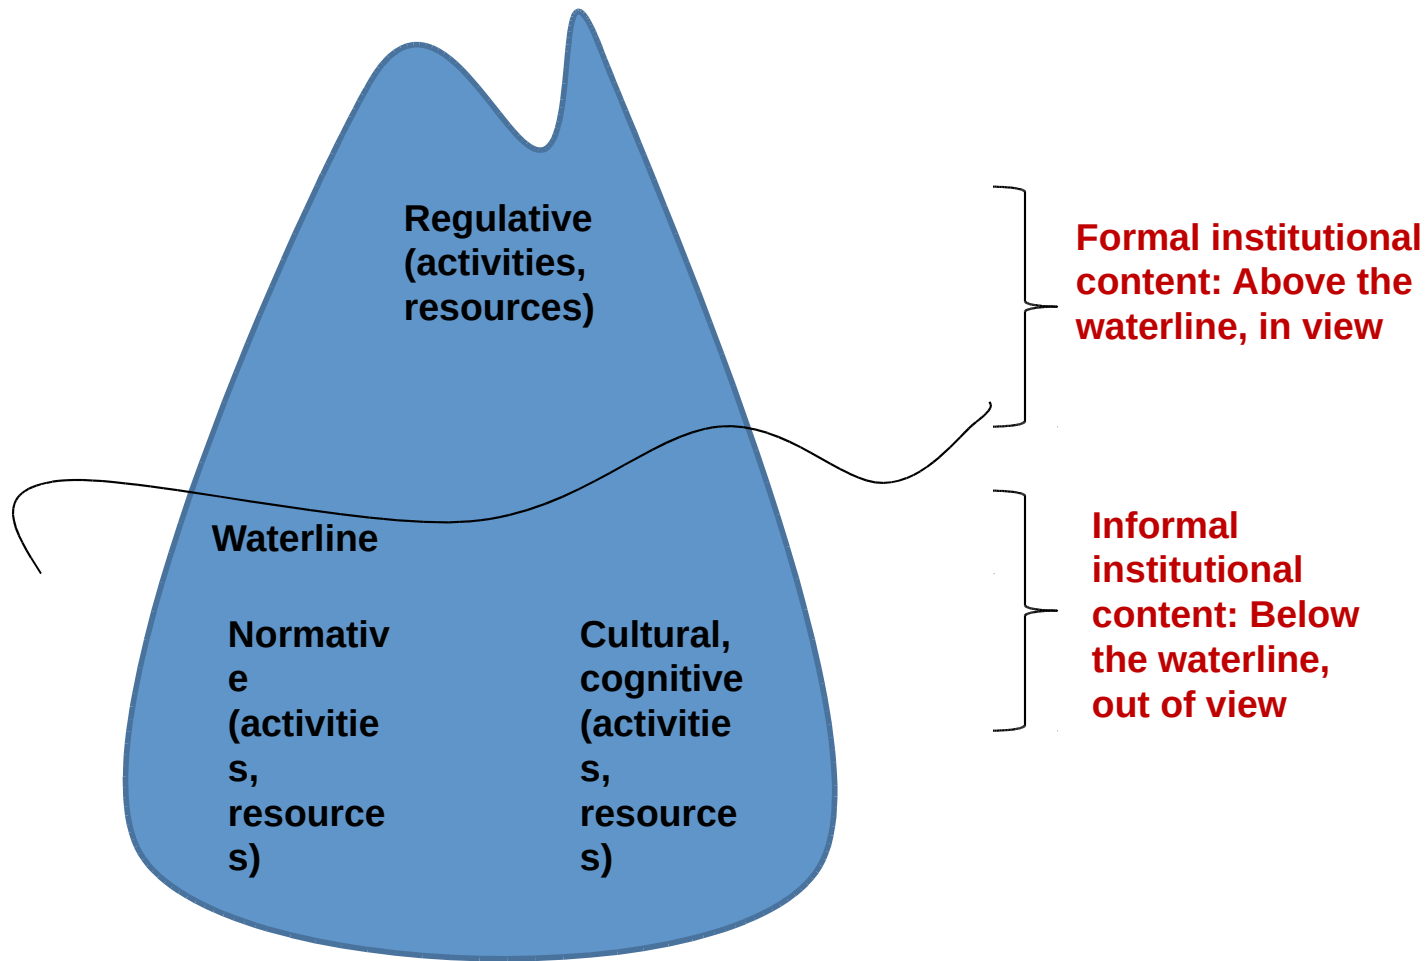 Regulative
(activities,
resources)
Formal institutional
content: Above the
waterline, in view
Waterline
Normativ
e
(activitie
s,
resource
s)
Cultural,
cognitive
(activitie
s,
resource
s)
Informal
institutional
content: Below
the waterline,
out of view